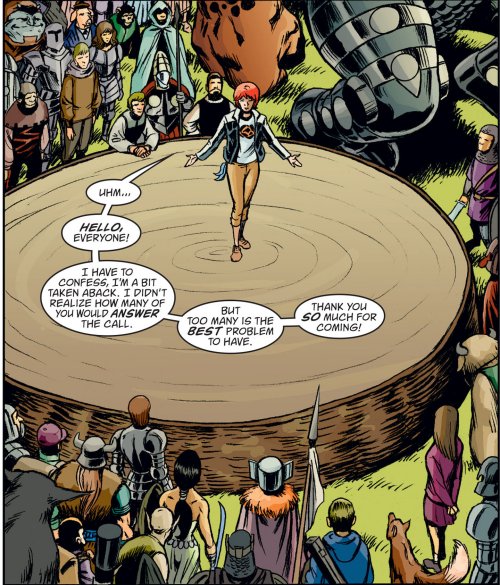 UHM...
HELLO,
EVERYONE!
I HAVE TO
CONFESS, I'M A BIT
TAKEN ABACK. I DIDN'T
REALIZE HOW MANY OF
YOU WOULD ANSWER
THE CALL.
BUT
TOO MANY IS THE
BEST PROBLEM
TO HAVE.
THANK YOU
SO MUCH FOR
COMING!